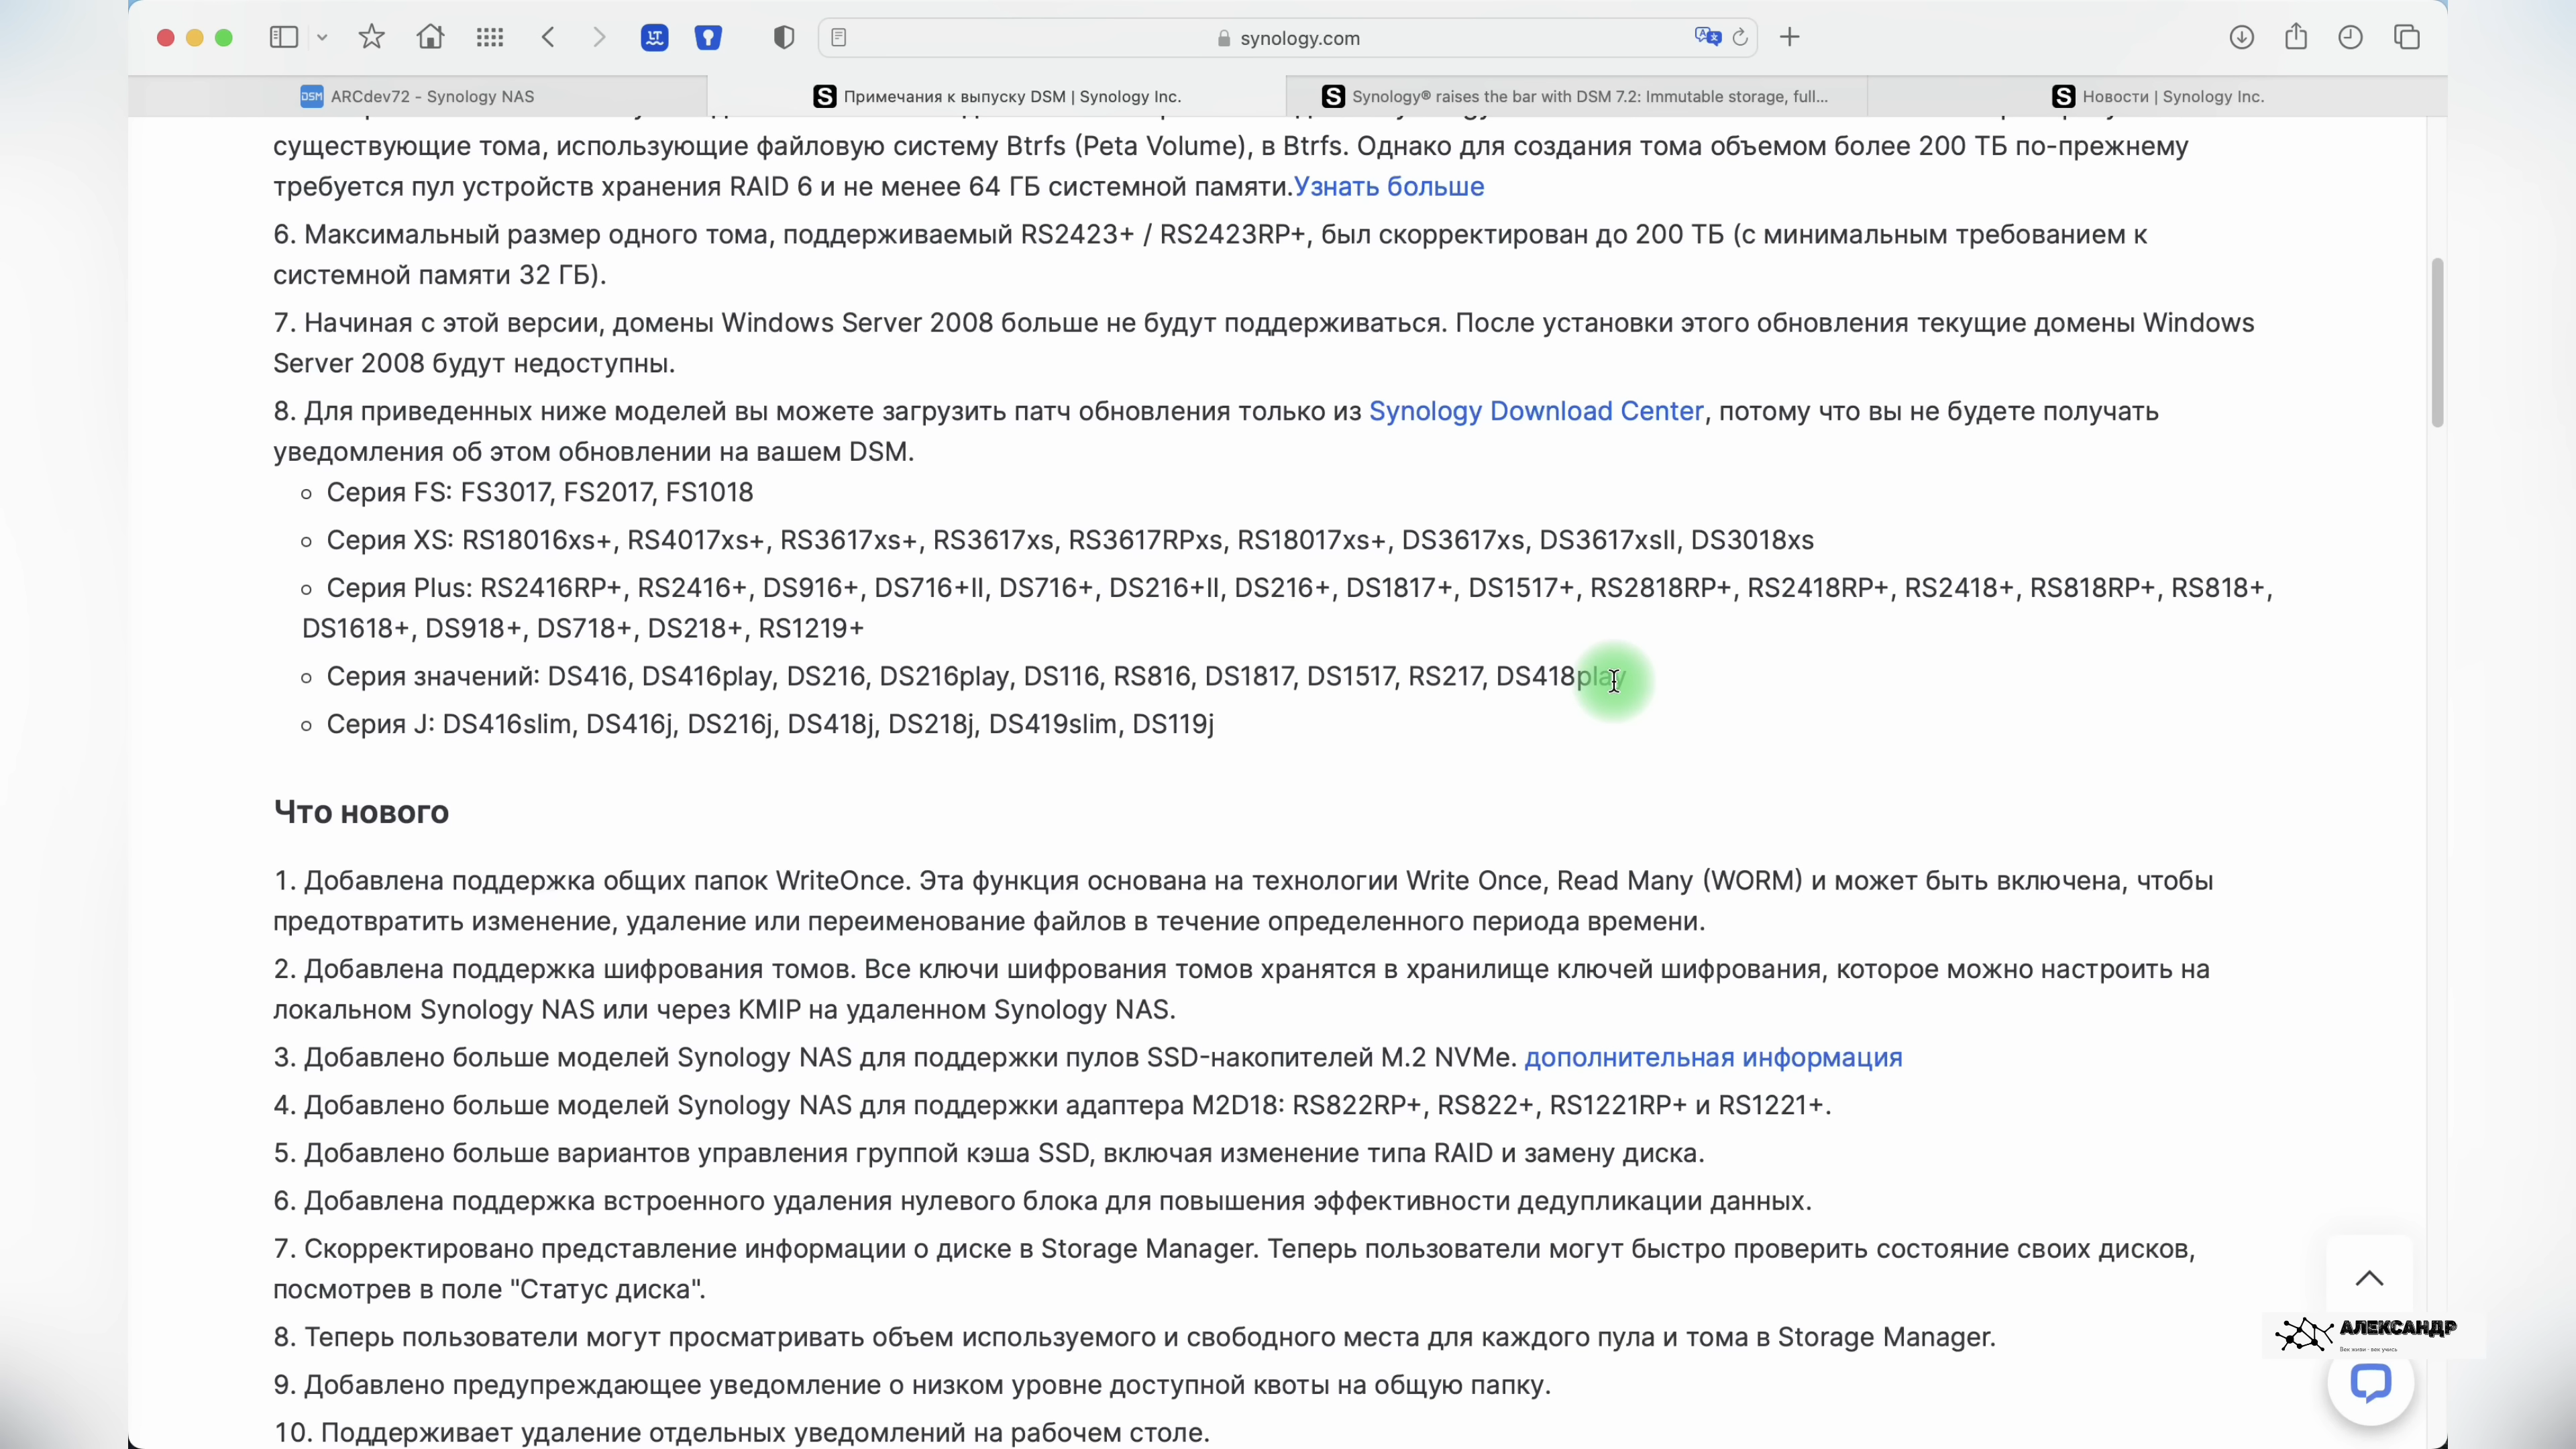 synology.com
ARCdev72 - Synology NAS
Примечания к выпуску DSM | Synology Inc.
Synology® raises the bar with DSM 7.2: Immutable storage, full...
Новости | Synology Inc.
существующие тома, использующие файловую систему Btrfs (Peta Volume), в Btrfs. Однако для создания тома объемом более 200 ТБ по-прежнему
требуется пул устройств хранения RAID 6 и не менее 64 ГБ системной памяти.Узнать больше
6. Максимальный размер одного тома, поддерживаемый RS2423+ / RS2423RP+, был скорректирован до 200 ТБ (с минимальным требованием к
системной памяти 32 ГБ).
7. Начиная с этой версии, домены Windows Server 2008 больше не будут поддерживаться. После установки этого обновления текущие домены Windows
Server 2008 будут недоступны.
8. Для приведенных ниже моделей вы можете загрузить патч обновления только из Synology Download Center, потому что вы не будете получать
уведомления об этом обновлении на вашем DSM.
Серия FS: FS3017, FS2017, FS1018
Серия XS: RS18016xs+, RS4017xs+, RS3617xs+, RS3617xs, RS3617RPxs, RS18017xs+, DS3617xs, DS3617xsII, DS3018xs
Серия Plus: RS2416RP+, RS2416+, DS916+, DS716+II, DS716+, DS216+II, DS216+, DS1817+, DS1517+, RS2818RP+, RS2418RP+, RS2418+, RS818RP+, RS818+,
DS1618+, DS918+, DS718+, DS218+, RS1219+
Серия значений: DS416, DS416play, DS216, DS216play, DS116, RS816, DS1817, DS1517, RS217, DS418play
Серия J: DS416slim, DS416j, DS216j, DS418j, DS218j, DS419slim, DS119j
Что нового
1. Добавлена поддержка общих папок WriteOnce. Эта функция основана на технологии Write Once, Read Many (WORM) и может быть включена, чтобы
предотвратить изменение, удаление или переименование файлов в течение определенного периода времени.
2. Добавлена поддержка шифрования томов. Все ключи шифрования томов хранятся в хранилище ключей шифрования, которое можно настроить на
локальном Synology NAS или через KMIP на удаленном Synology NAS.
3. Добавлено больше моделей Synology NAS для поддержки пулов SSD-накопителей M.2 NVMe. дополнительная информация
4. Добавлено больше моделей Synology NAS для поддержки адаптера M2D18: RS822RP+, RS822+, RS1221RP+ и RS1221+.
5. Добавлено больше вариантов управления группой кэша SSD, включая изменение типа RAID и замену диска.
6. Добавлена поддержка встроенного удаления нулевого блока для повышения эффективности дедупликации данных.
7. Скорректировано представление информации о диске в Storage Manager. Теперь пользователи могут быстро проверить состояние своих дисков,
посмотрев в поле "Статус диска".
8. Теперь пользователи могут просматривать объем используемого и свободного места для каждого пула и тома в Storage Manager.
АЛЕКСАНДР
Век живи - век учись
9. Добавлено предупреждающее уведомление о низком уровне доступной квоты на общую папку.
10. Поддерживает удаление отдельных уведомлений на рабочем столе.